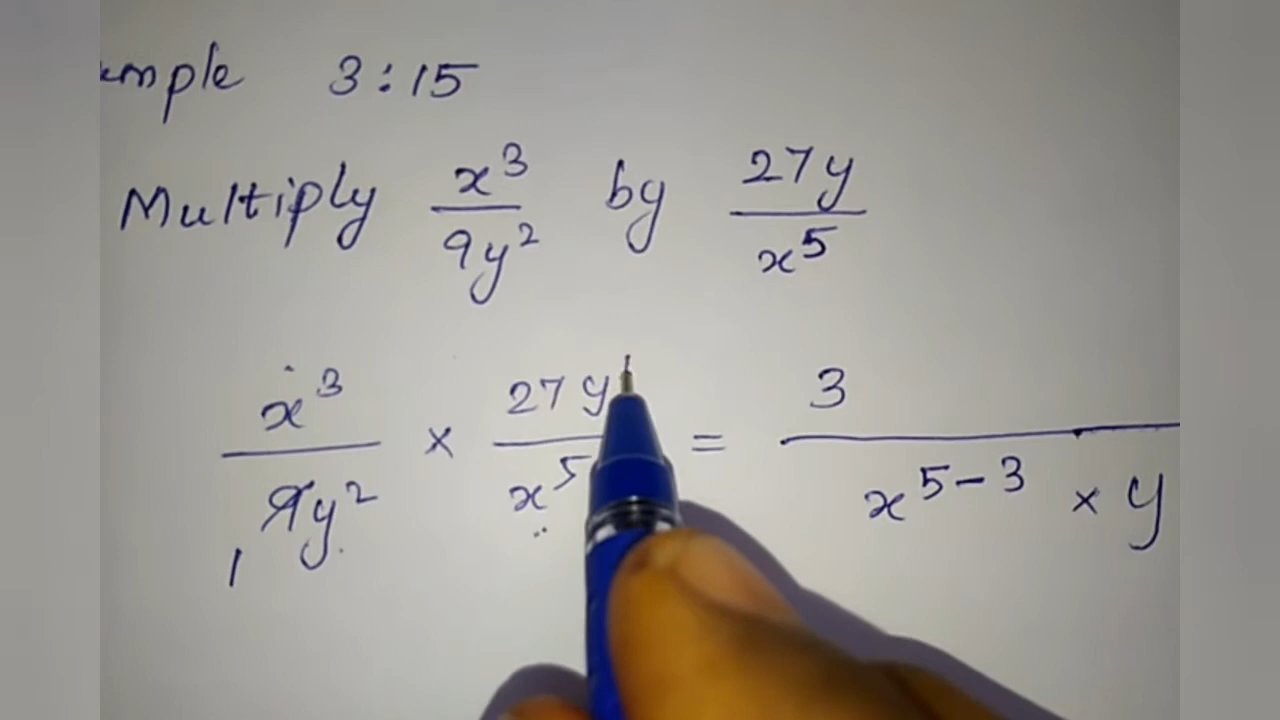 mple 3:15
Multiply x³/9y² by 27y/x⁵
x³/9y² × 27y/x⁵ = 3/x⁵⁻³ × y
1